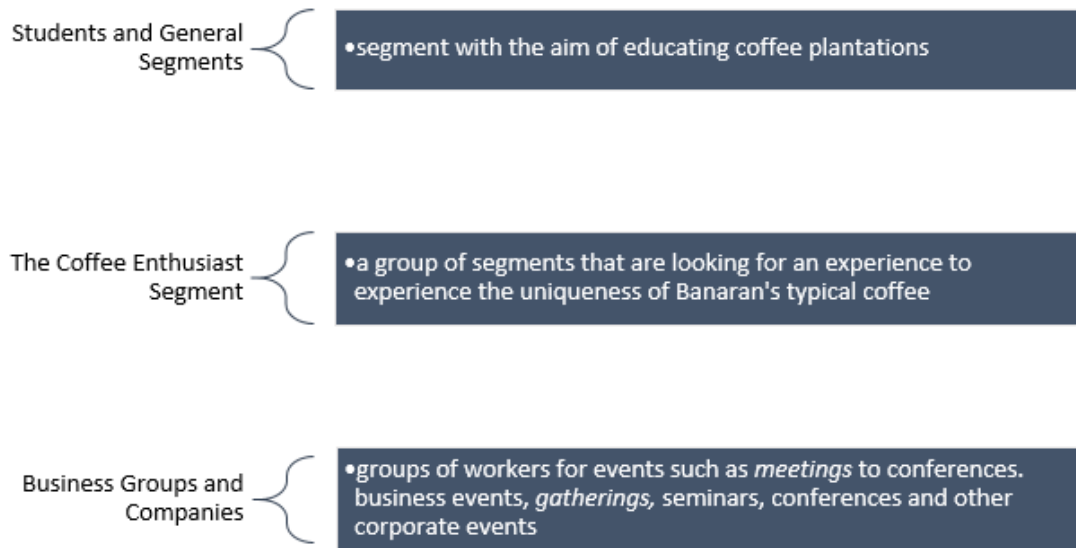 Students and General
Segments
•segment with the aim of educating coffee plantations
The Coffee Enthusiast
Segment
•a group of segments that are looking for an experience to
experience the uniqueness of Banaran's typical coffee
Business Groups and
Companies
•groups of workers for events such as meetings to conferences.
business events, gatherings, seminars, conferences and other
corporate events